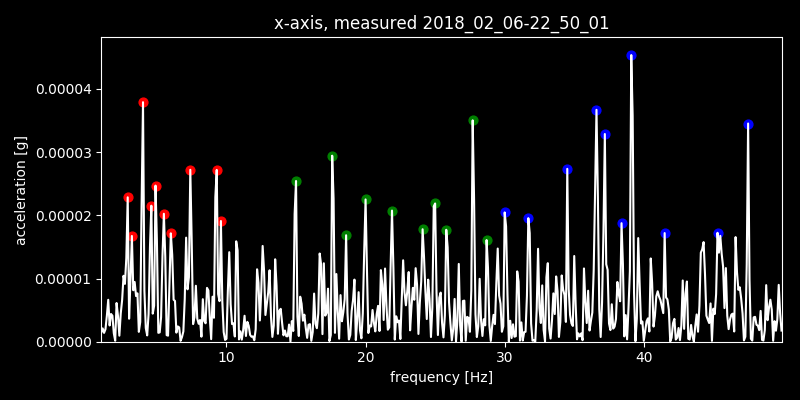 x-axis, measured 2018_02_06-22_50_01
0.00004
0.00003
0.00002
0.00001
0.00000
acceleration [g]
10 20 30 40
frequency [Hz]